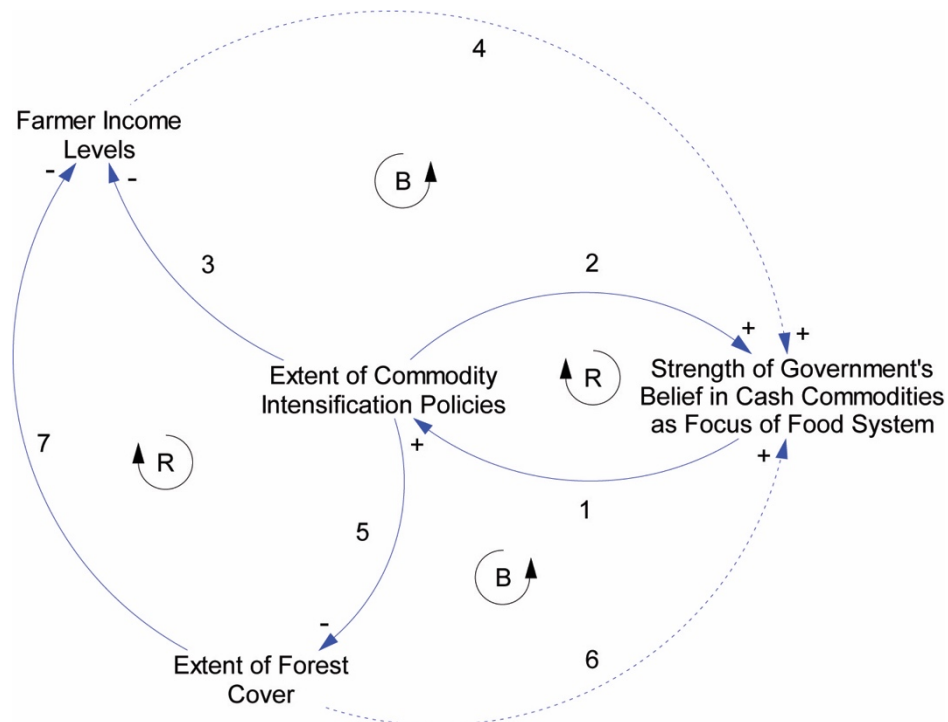 4
Farmer Income
Levels
-
-
B
3
2
+
+
Extent of Commodity
Intensification Policies
R
Strength of Government's
Belief in Cash Commodities
as Focus of Food System
+
+
7
R
1
5
B
-
6
Extent of Forest
Cover